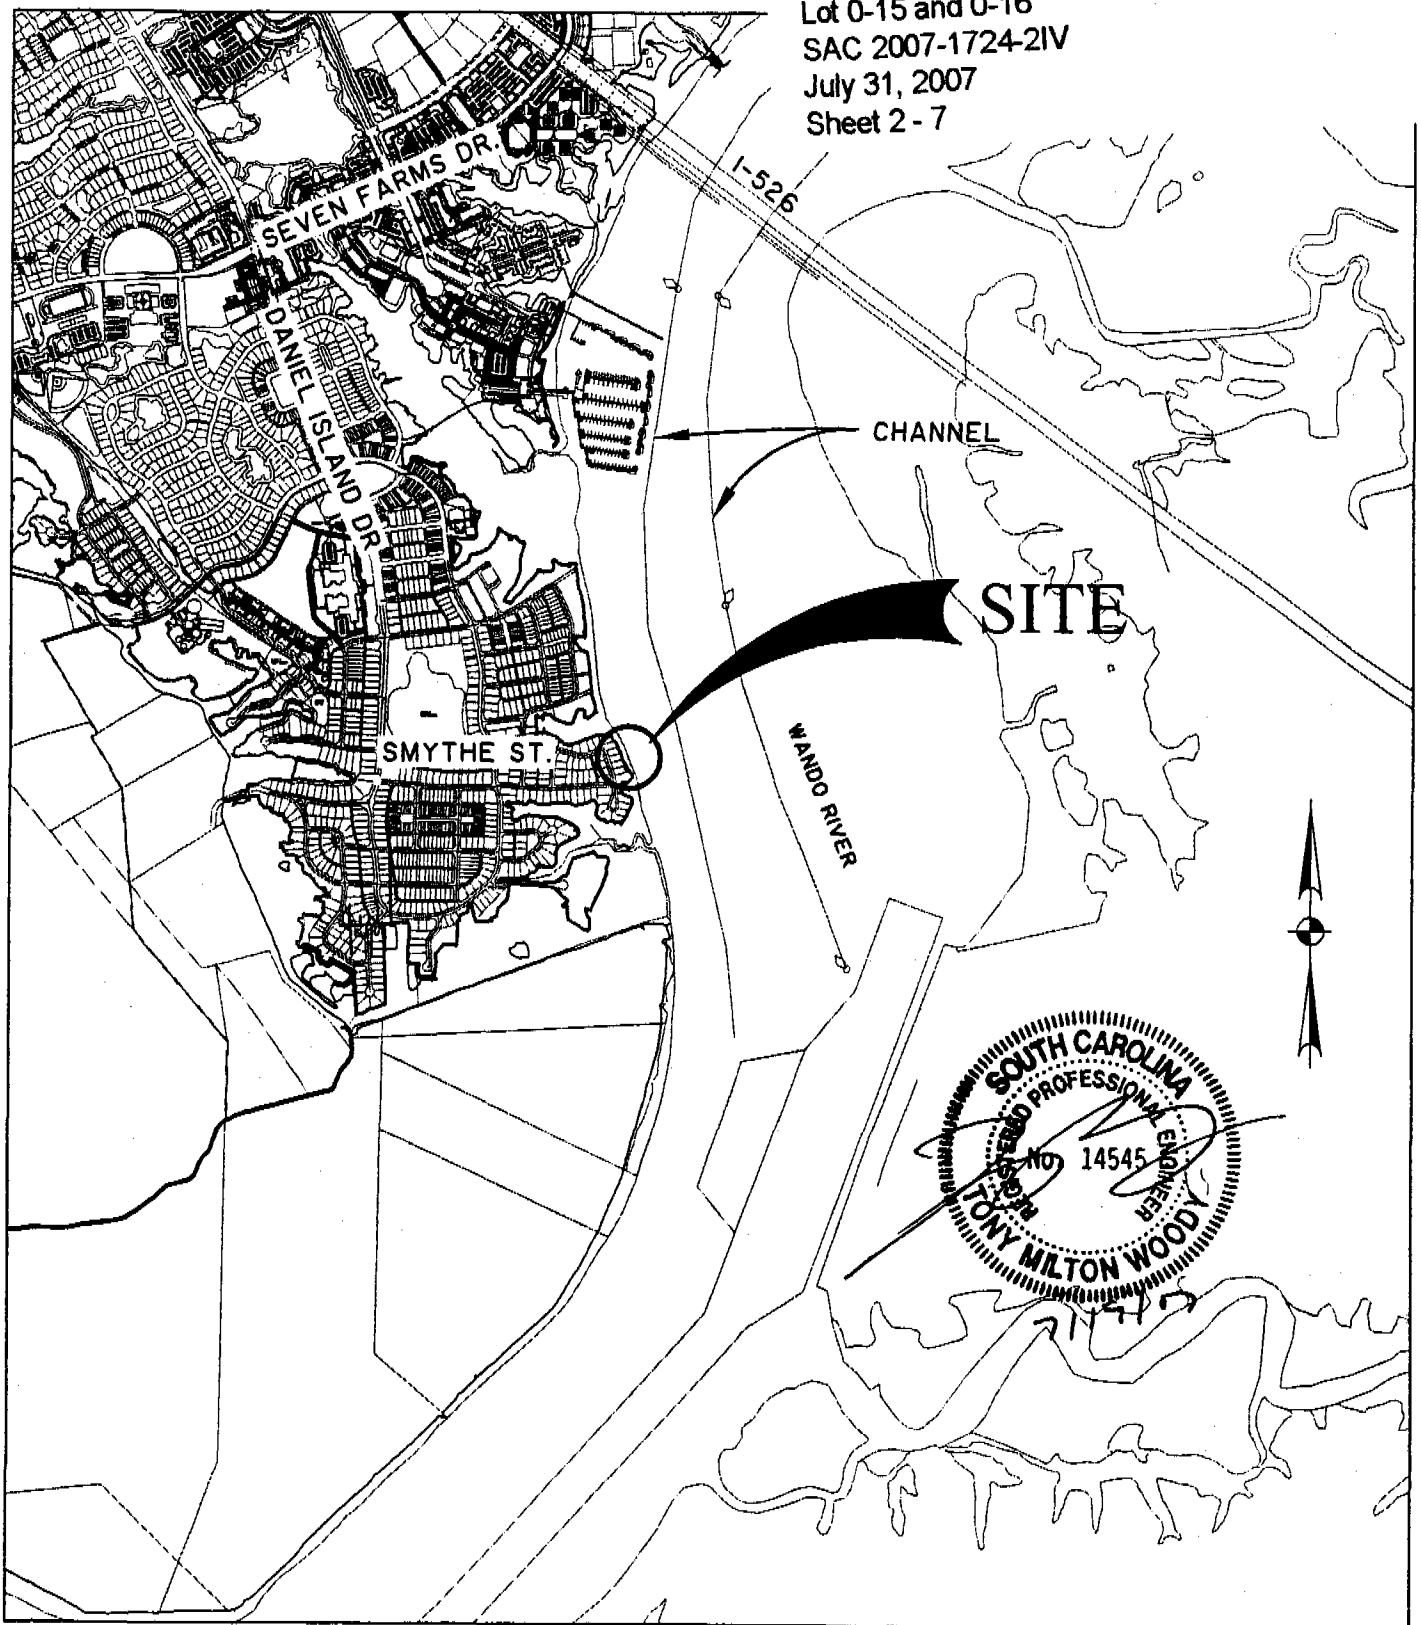 Lot 0-15 and 0-16
SAC 2007-1724-2IV
July 31, 2007
Sheet 2 - 7
I-526
SEVEN FARMS DR.
DANIEL ISLAND DR
CHANNEL
SITE
SMYTHE ST.
WANDO RIVER
SOUTH CAROLINA
REGISTERED PROFESSIONAL ENGINEER
No. 14545
TONY MILTON WOODY